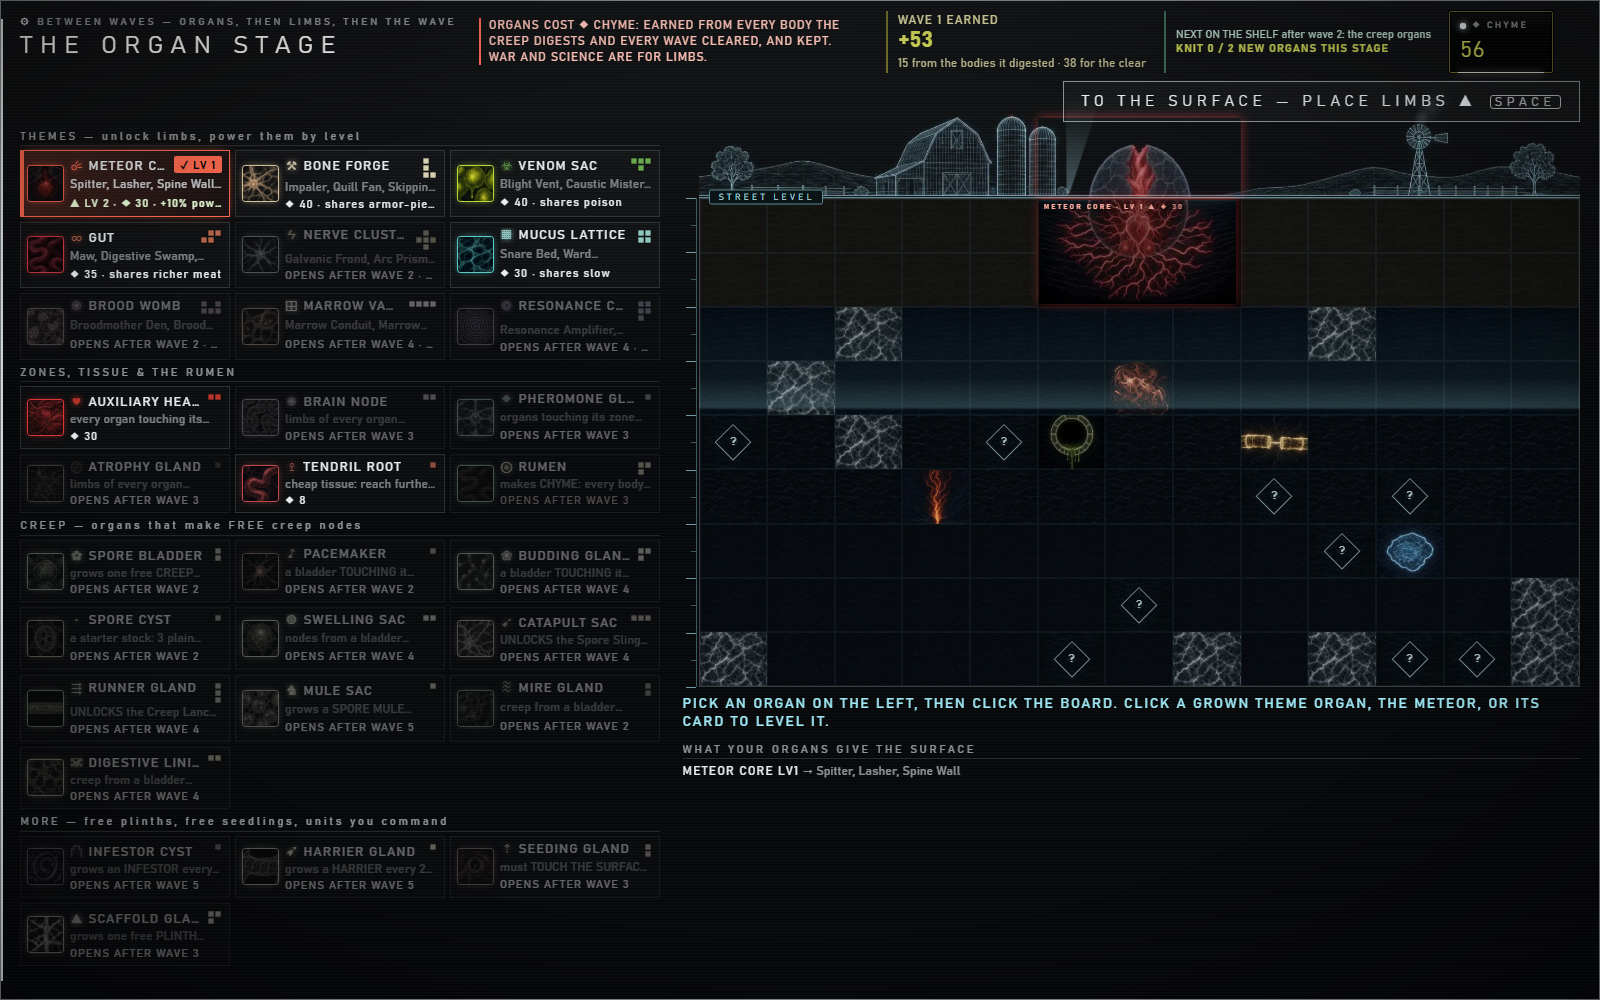 BETWEEN WAVES — ORGANS, THEN LIMBS, THEN THE WAVE
THE ORGAN STAGE
ORGANS COST ◆ CHYME: EARNED FROM EVERY BODY THE
CREEP DIGESTS AND EVERY WAVE CLEARED, AND KEPT.
WAR AND SCIENCE ARE FOR LIMBS.
WAVE 1 EARNED
+53
15 from the bodies it digested · 38 for the clear
NEXT ON THE SHELF after wave 2: the creep organs
KNIT 0 / 2 NEW ORGANS THIS STAGE
◆ CHYME
56
TO THE SURFACE — PLACE LIMBS ▲ SPACE
THEMES — unlock limbs, power them by level
METEOR C… ✓ LV 1
Spitter, Lasher, Spine Wall…
▲ LV 2 · ◆ 30 · +10% pow…
BONE FORGE
Impaler, Quill Fan, Skippin…
◆ 40 · shares armor-pie…
VENOM SAC
Blight Vent, Caustic Mister…
◆ 40 · shares poison
GUT
Maw, Digestive Swamp,…
◆ 35 · shares richer meat
NERVE CLUST…
Galvanic Frond, Arc Prism…
OPENS AFTER WAVE 2 · …
MUCUS LATTICE
Snare Bed, Ward…
◆ 30 · shares slow
BROOD WOMB
Broodmother Den, Brood…
OPENS AFTER WAVE 2 · …
MARROW VA…
Marrow Conduit, Marrow…
OPENS AFTER WAVE 4 · …
RESONANCE C…
Resonance Amplifier,…
OPENS AFTER WAVE 4 · …
ZONES, TISSUE & THE RUMEN
AUXILIARY HEA…
every organ touching its…
◆ 30
BRAIN NODE
limbs of every organ…
OPENS AFTER WAVE 3
PHEROMONE GL…
organs touching its zone…
OPENS AFTER WAVE 3
ATROPHY GLAND
limbs of every organ…
OPENS AFTER WAVE 3
TENDRIL ROOT
cheap tissue: reach furthe…
◆ 8
RUMEN
makes CHYME: every body…
OPENS AFTER WAVE 3
CREEP — organs that make FREE creep nodes
SPORE BLADDER
grows one free CREEP…
OPENS AFTER WAVE 2
PACEMAKER
a bladder TOUCHING it…
OPENS AFTER WAVE 2
BUDDING GLAN…
a bladder TOUCHING it…
OPENS AFTER WAVE 4
SPORE CYST
a starter stock: 3 plain…
OPENS AFTER WAVE 2
SWELLING SAC
nodes from a bladder…
OPENS AFTER WAVE 4
CATAPULT SAC
UNLOCKS the Spore Sling…
OPENS AFTER WAVE 4
RUNNER GLAND
UNLOCKS the Creep Lanc…
OPENS AFTER WAVE 4
MULE SAC
grows a SPORE MULE…
OPENS AFTER WAVE 5
MIRE GLAND
creep from a bladder…
OPENS AFTER WAVE 2
DIGESTIVE LINI…
creep from a bladder…
OPENS AFTER WAVE 4
MORE — free plinths, free seedlings, units you command
INFESTOR CYST
grows an INFESTOR every…
OPENS AFTER WAVE 5
HARRIER GLAND
grows a HARRIER every 2…
OPENS AFTER WAVE 5
SEEDING GLAND
must TOUCH THE SURFAC…
OPENS AFTER WAVE 3
SCAFFOLD GLA…
grows one free PLINTH…
OPENS AFTER WAVE 3
STREET LEVEL
METEOR CORE · LV 1 ▲ ◆ 30
? ?
? ?
?
?
? ? ?
PICK AN ORGAN ON THE LEFT, THEN CLICK THE BOARD. CLICK A GROWN THEME ORGAN, THE METEOR, OR ITS
CARD TO LEVEL IT.
WHAT YOUR ORGANS GIVE THE SURFACE
METEOR CORE LV1 → Spitter, Lasher, Spine Wall